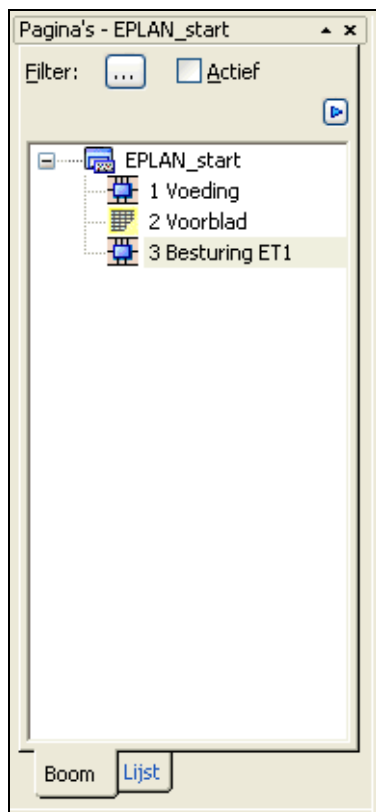 Pagina's - EPLAN_start
Filter: ... Actief
EPLAN_start
1 Voeding
2 Voorblad
3 Besturing ET1
Boom Lijst